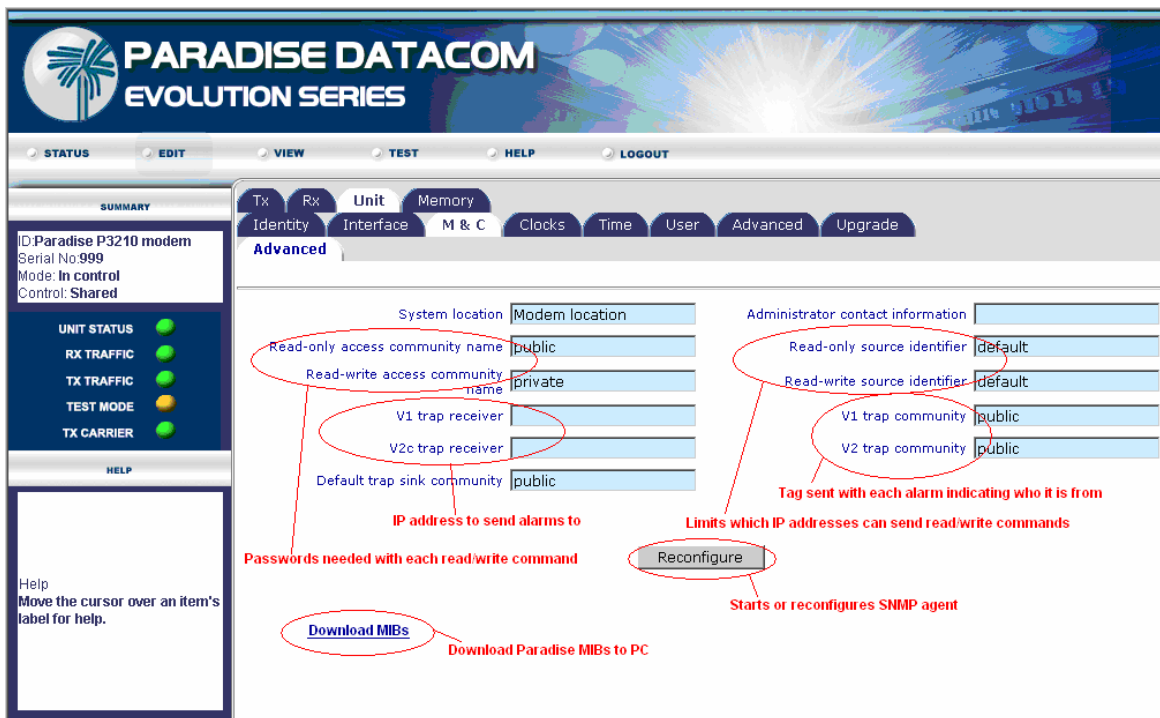 PARADISE DATACOM
EVOLUTION SERIES
STATUS EDIT VIEW TEST HELP LOGOUT
SUMMARY
ID:Paradise P3210 modem
Serial No:999
Mode: In control
Control: Shared
UNIT STATUS
RX TRAFFIC
TX TRAFFIC
TEST MODE
TX CARRIER
HELP
Help
Move the cursor over an item's
label for help.
Tx Rx Unit Memory
Identity Interface M & C Clocks Time User Advanced Upgrade
Advanced
System location Modem location
Administrator contact information
Read-only access community name public
Read-only source identifier default
Read-write access community
name private
Read-write source identifier default
V1 trap receiver
V1 trap community public
V2c trap receiver
V2 trap community public
Default trap sink community public
Tag sent with each alarm indicating who it is from
IP address to send alarms to
Limits which IP addresses can send read/write commands
Passwords needed with each read/write command
Reconfigure
Starts or reconfigures SNMP agent
Download MIBs
Download Paradise MIBs to PC